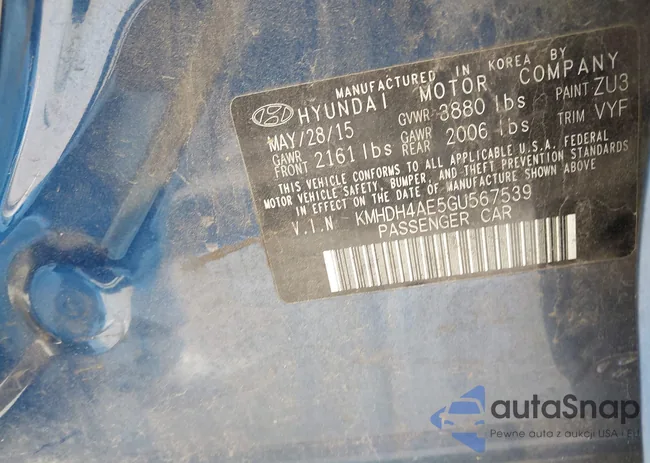 MANUFACTURED IN KOREA BY
HYUNDAI MOTOR COMPANY
MAY/28/15 GVWR 3880 lbs PAINT ZU3
GAWR FRONT 2161 lbs GAWR REAR 2006 lbs TRIM VYF
THIS VEHICLE CONFORMS TO ALL APPLICABLE U.S.A. FEDERAL
MOTOR VEHICLE SAFETY, BUMPER, AND THEFT PREVENTION STANDARDS
IN EFFECT ON THE DATE OF MANUFACTURE SHOWN ABOVE.
V.I.N KMHDH4AE5GU567539
PASSENGER CAR
autaSnap
Pewne auta z aukcji USA i EU